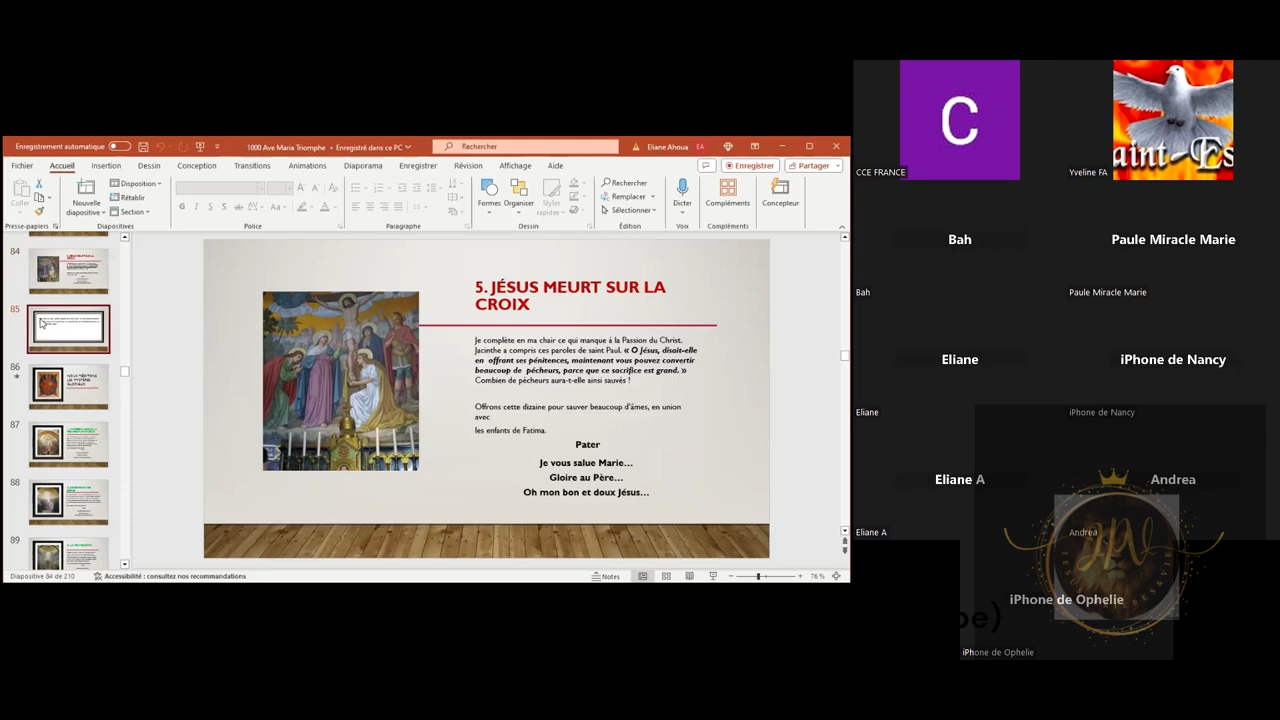 Enregistrement automatique
1000 Ave Maria Triomphe • Enregistré dans ce PC
Rechercher
Eliane Ahoua
EA
Fichier
Accueil
Insertion
Dessin
Conception
Transitions
Animations
Diaporama
Enregistrer
Révision
Affichage
Aide
Enregistrer
Partager
Coller
Nouvelle diapositive
Disposition
Rétablir
Section
G I S
Aa
Formes
Organiser
Styles rapides
Rechercher
Remplacer
Sélectionner
Dicter
Compléments
Concepteur
Presse-papiers
Diapositives
Police
Paragraphe
Dessin
Édition
Voix
Compléments
84
85
86
87
88
89
5. JÉSUS MEURT SUR LA
CROIX
Je complète en ma chair ce qui manque à la Passion du Christ.
Jacinthe a compris ces paroles de saint Paul. « O Jésus, disait-elle
en offrant ses pénitences, maintenant vous pouvez convertir
beaucoup de pécheurs, parce que ce sacrifice est grand. »
Combien de pécheurs aura-t-elle ainsi sauvés !
Offrons cette dizaine pour sauver beaucoup d'âmes, en union
avec
les enfants de Fatima.
Pater
Je vous salue Marie…
Gloire au Père…
Oh mon bon et doux Jésus…
Diapositive 84 de 210
Accessibilité : consultez nos recommandations
Notes
76 %
C
CCE FRANCE
aint-Es
Yveline FA
Bah
Bah
Paule Miracle Marie
Paule Miracle Marie
Eliane
Eliane
iPhone de Nancy
iPhone de Nancy
Eliane A
Eliane A
Andrea
Andrea
iPhone de Ophelie
iPhone de Ophelie